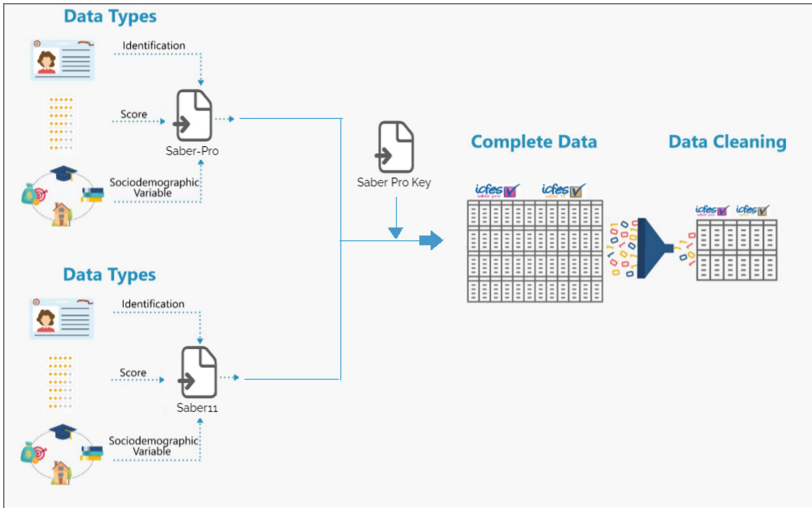 Data Types
Identification
Score
Saber-Pro
Sociodemographic
Variable
Data Types
Identification
Score
Saber11
Sociodemographic
Variable
Saber Pro Key
Complete Data
icfes
icfes
Data Cleaning
icfes
icfes